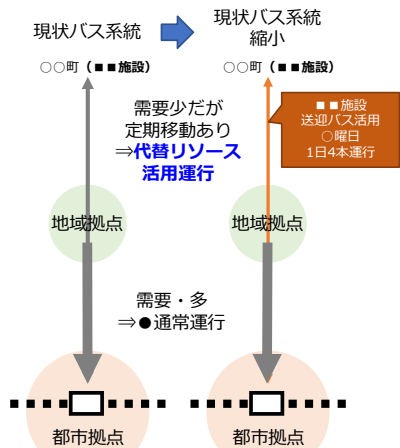 現状バス系統
現状バス系統
縮小
○○町（■■施設）
○○町（■■施設）
需要少だが
定期移動あり
⇒代替リソース
活用運行
■■施設
送迎バス活用
○曜日
1日4本運行
地域拠点
地域拠点
需要・多
⇒●通常運行
都市拠点
都市拠点